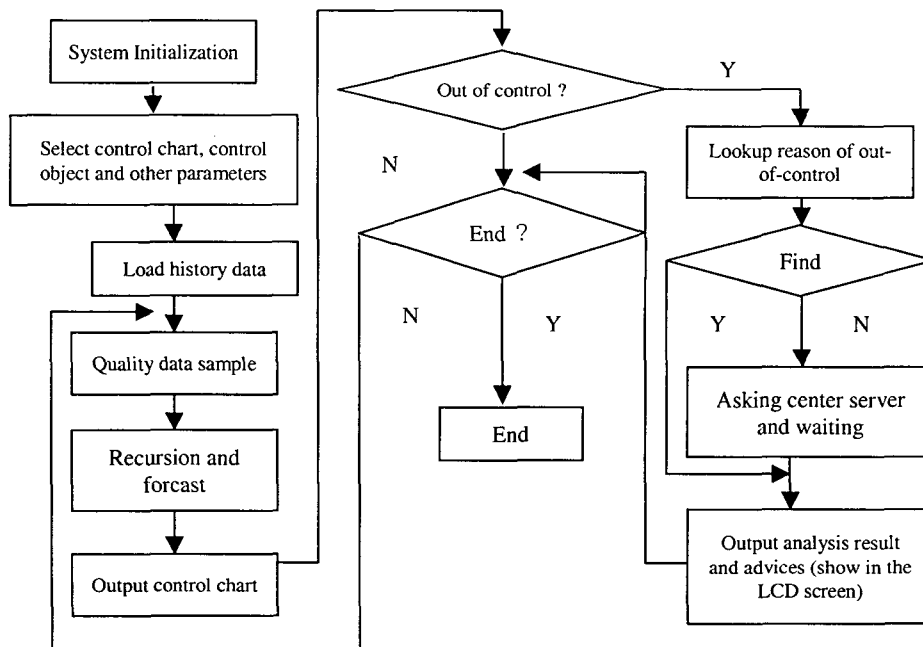 System Initialization
Select control chart, control
object and other parameters
Load history data
Quality data sample
Recursion and
forcast
Output control chart
Out of control ?
Y
N
Lookup reason of out-
of-control
End ?
Find
N
Y
Y
N
End
Asking center server
and waiting
Output analysis result
and advices (show in the
LCD screen)